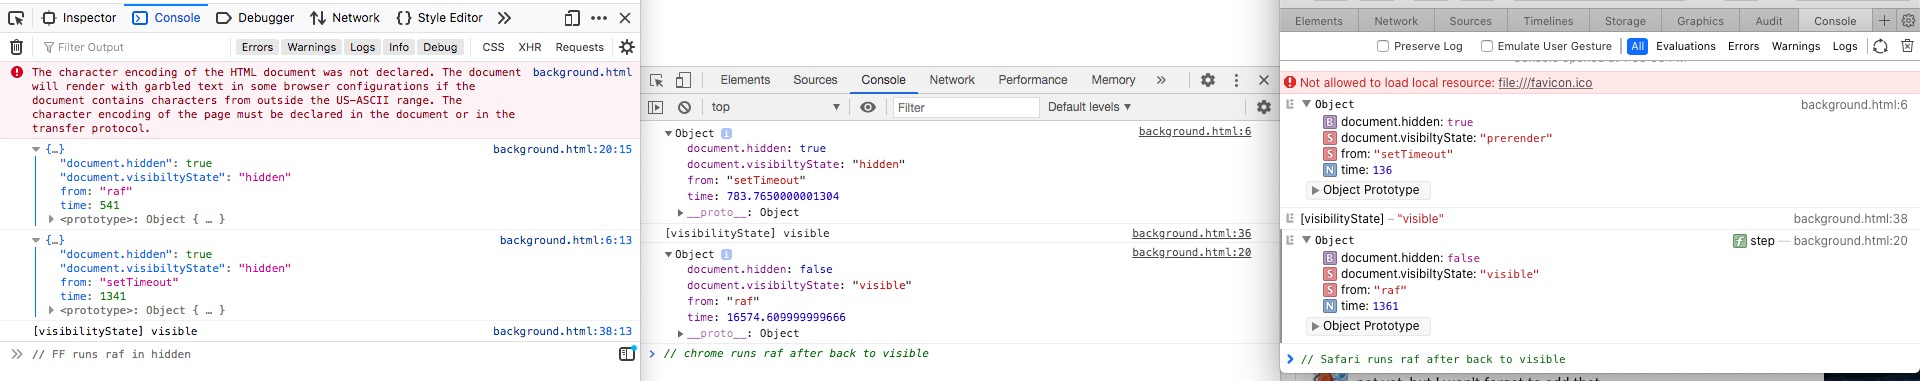 Inspector Console Debugger Network Style Editor
Filter Output Errors Warnings Logs Info Debug CSS XHR Requests
The character encoding of the HTML document was not declared. The document background.html
will render with garbled text in some browser configurations if the
document contains characters from outside the US-ASCII range. The
character encoding of the page must be declared in the document or in the
transfer protocol.
{…} background.html:20:15
"document.hidden": true
"document.visibiltyState": "hidden"
from: "raf"
time: 541
<prototype>: Object { … }
{…} background.html:6:13
"document.hidden": true
"document.visibiltyState": "hidden"
from: "setTimeout"
time: 1341
<prototype>: Object { … }
[visibilityState] visible background.html:38:13
// FF runs raf in hidden
Elements Sources Console Network Performance Memory
top Filter Default levels
Object background.html:6
document.hidden: true
document.visibiltyState: "hidden"
from: "setTimeout"
time: 783.7650000001304
__proto__: Object
[visibilityState] visible background.html:36
Object background.html:20
document.hidden: false
document.visibiltyState: "visible"
from: "raf"
time: 16574.609999999666
__proto__: Object
// chrome runs raf after back to visible
Elements Network Sources Timelines Storage Graphics Audit Console
Preserve Log Emulate User Gesture All Evaluations Errors Warnings Logs
Not allowed to load local resource: file:///favicon.ico
E Object background.html:6
B document.hidden: true
S document.visibiltyState: "prerender"
S from: "setTimeout"
N time: 136
Object Prototype
E [visibilityState] – "visible" background.html:38
E Object f step — background.html:20
B document.hidden: false
S document.visibiltyState: "visible"
S from: "raf"
N time: 1361
Object Prototype
// Safari runs raf after back to visible